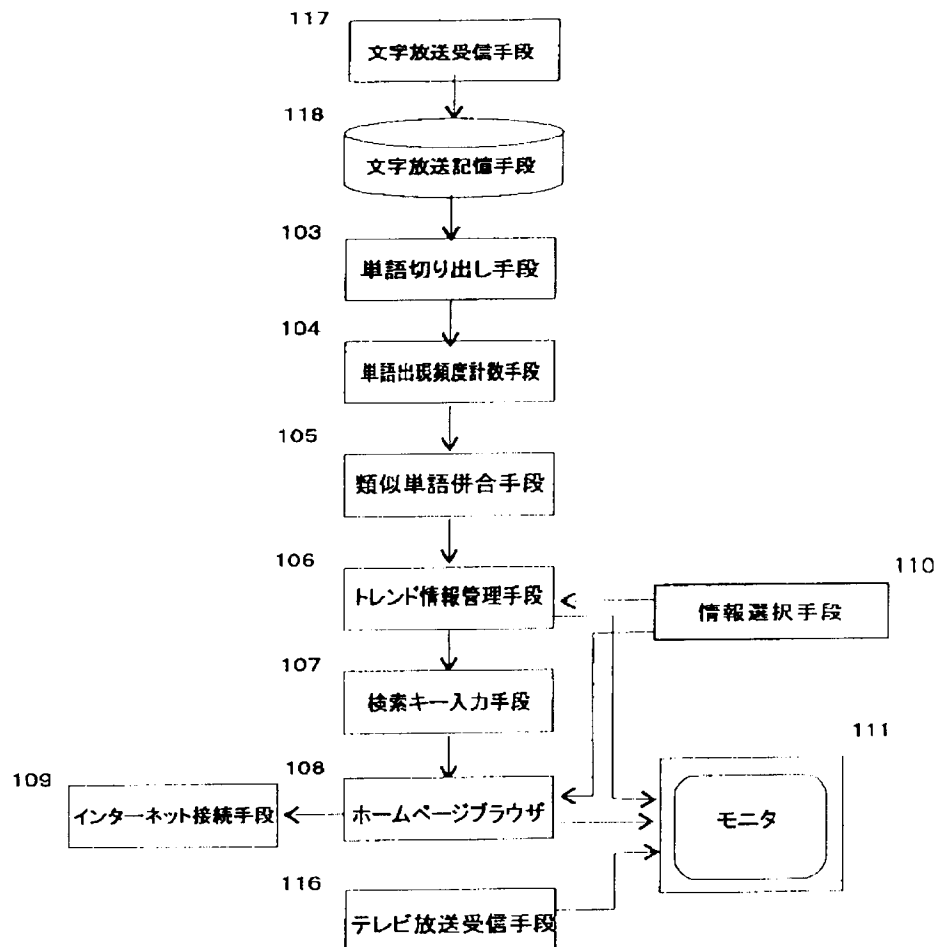 117
文字放送受信手段
118
文字放送記憶手段
103
単語切り出し手段
104
単語出現頻度計数手段
105
類似単語併合手段
106
トレンド情報管理手段
110
情報選択手段
107
検索キー入力手段
111
モニタ
108
ホームページブラウザ
109
インターネット接続手段
116
テレビ放送受信手段